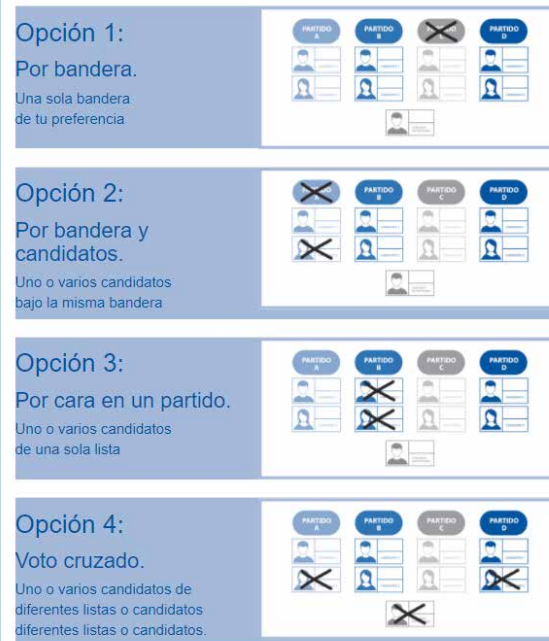 Opción 1:
Por bandera.
Una sola bandera
de tu preferencia
PARTIDO A
PARTIDO B
PARTIDO D
Opción 2:
Por bandera y
candidatos.
Uno o varios candidatos
bajo la misma bandera
PARTIDO B
PARTIDO C
PARTIDO D
Opción 3:
Por cara en un partido.
Uno o varios candidatos
de una sola lista
PARTIDO A
PARTIDO B
PARTIDO C
PARTIDO D
Opción 4:
Voto cruzado.
Uno o varios candidatos de
diferentes listas o candidatos
diferentes listas o candidatos.
PARTIDO A
PARTIDO B
PARTIDO C
PARTIDO D